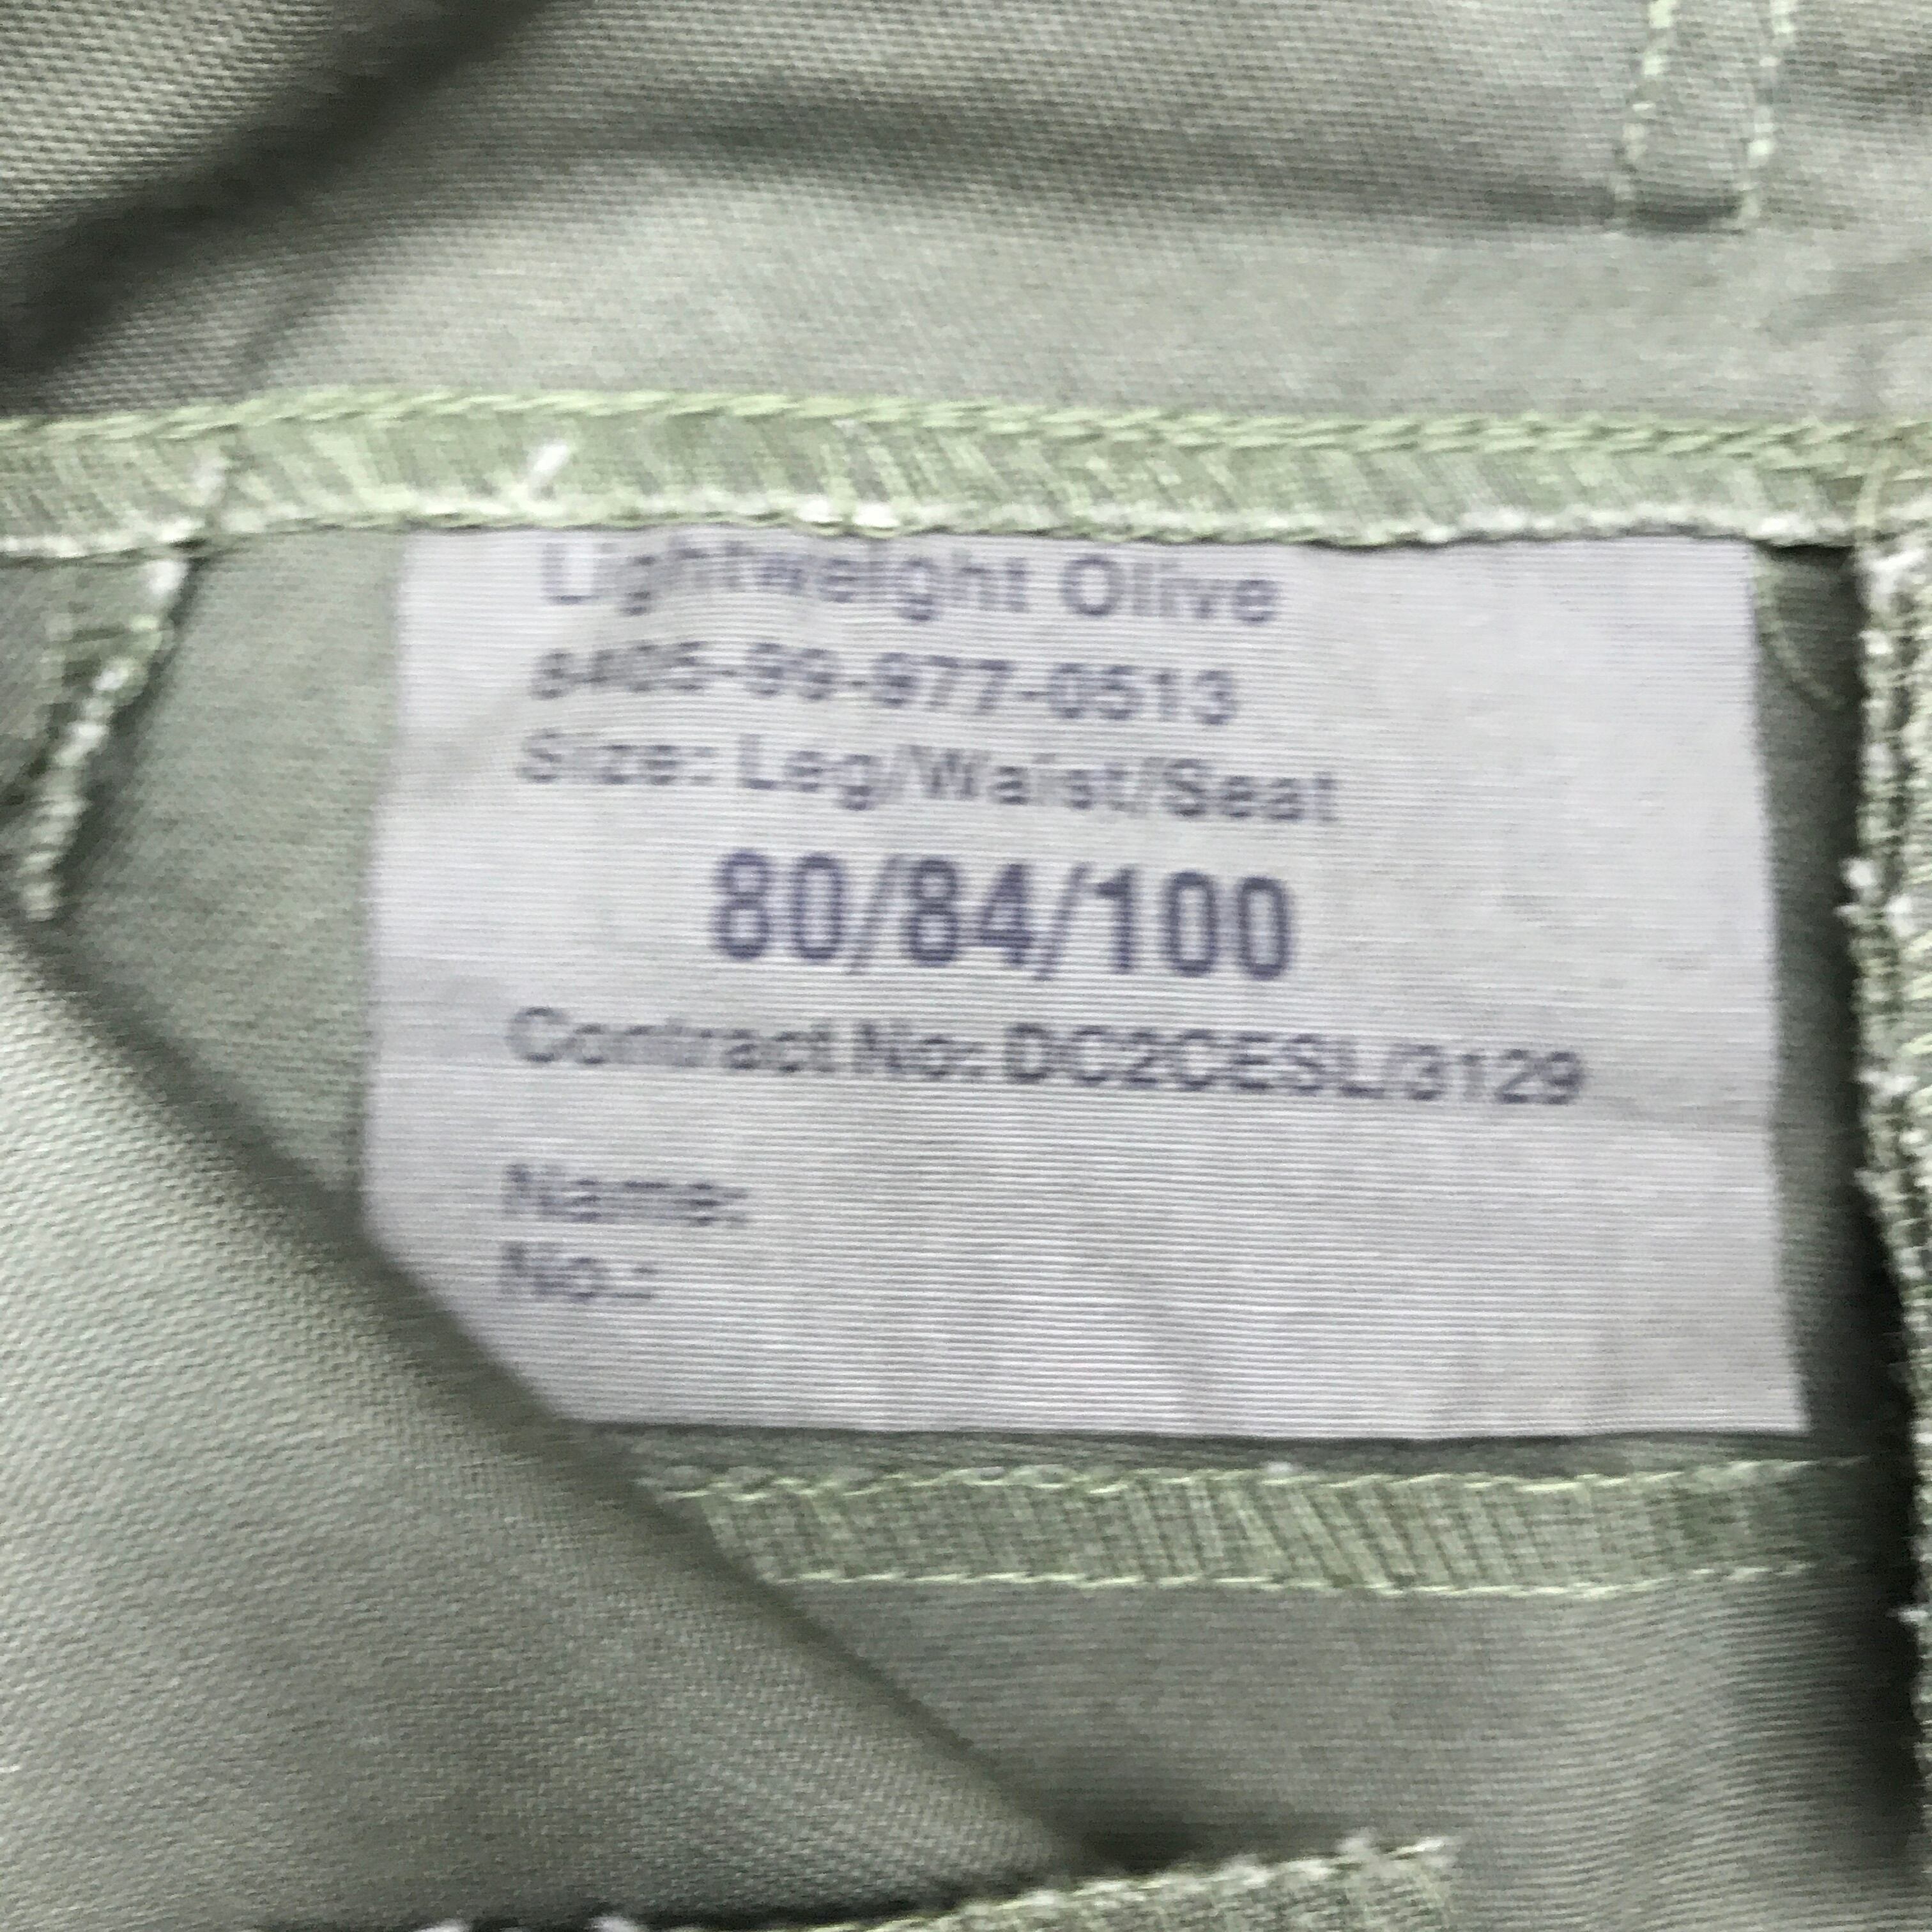 Lightweight Olive
8405-99-977-0513
Size: Leg/Waist/Seat
80/84/100
Contract No: DC2CESL/3129
Name:
No.: